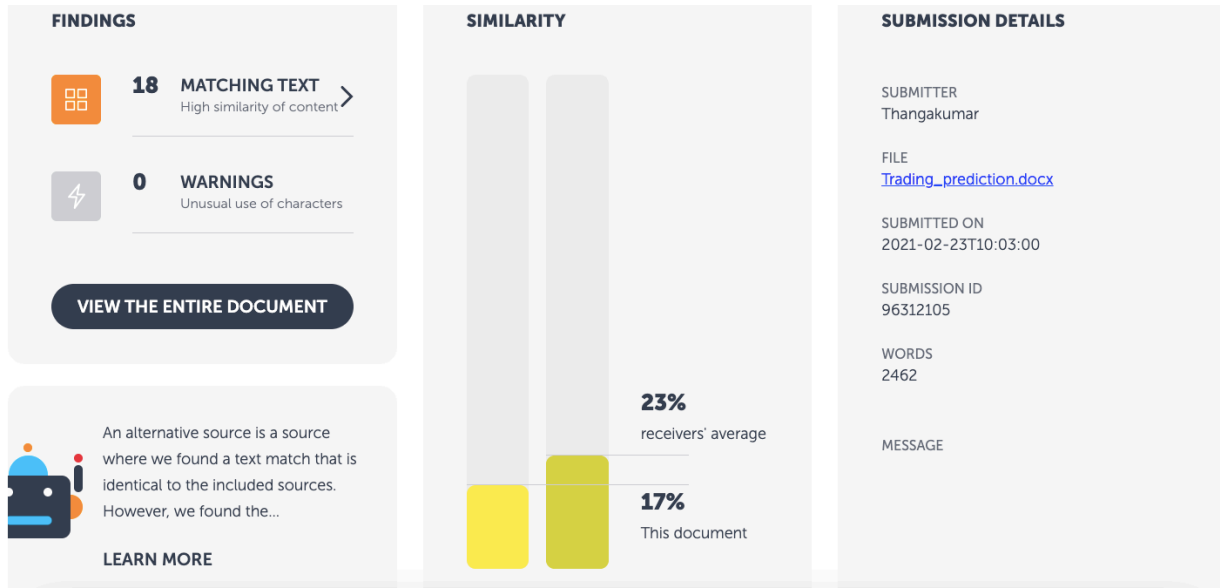 FINDINGS
18 MATCHING TEXT
High similarity of content
0 WARNINGS
Unusual use of characters
VIEW THE ENTIRE DOCUMENT
An alternative source is a source
where we found a text match that is
identical to the included sources.
However, we found the...
LEARN MORE
SIMILARITY
23%
receivers' average
17%
This document
SUBMISSION DETAILS
SUBMITTER
Thangakumar
FILE
Trading_prediction.docx
SUBMITTED ON
2021-02-23T10:03:00
SUBMISSION ID
96312105
WORDS
2462
MESSAGE